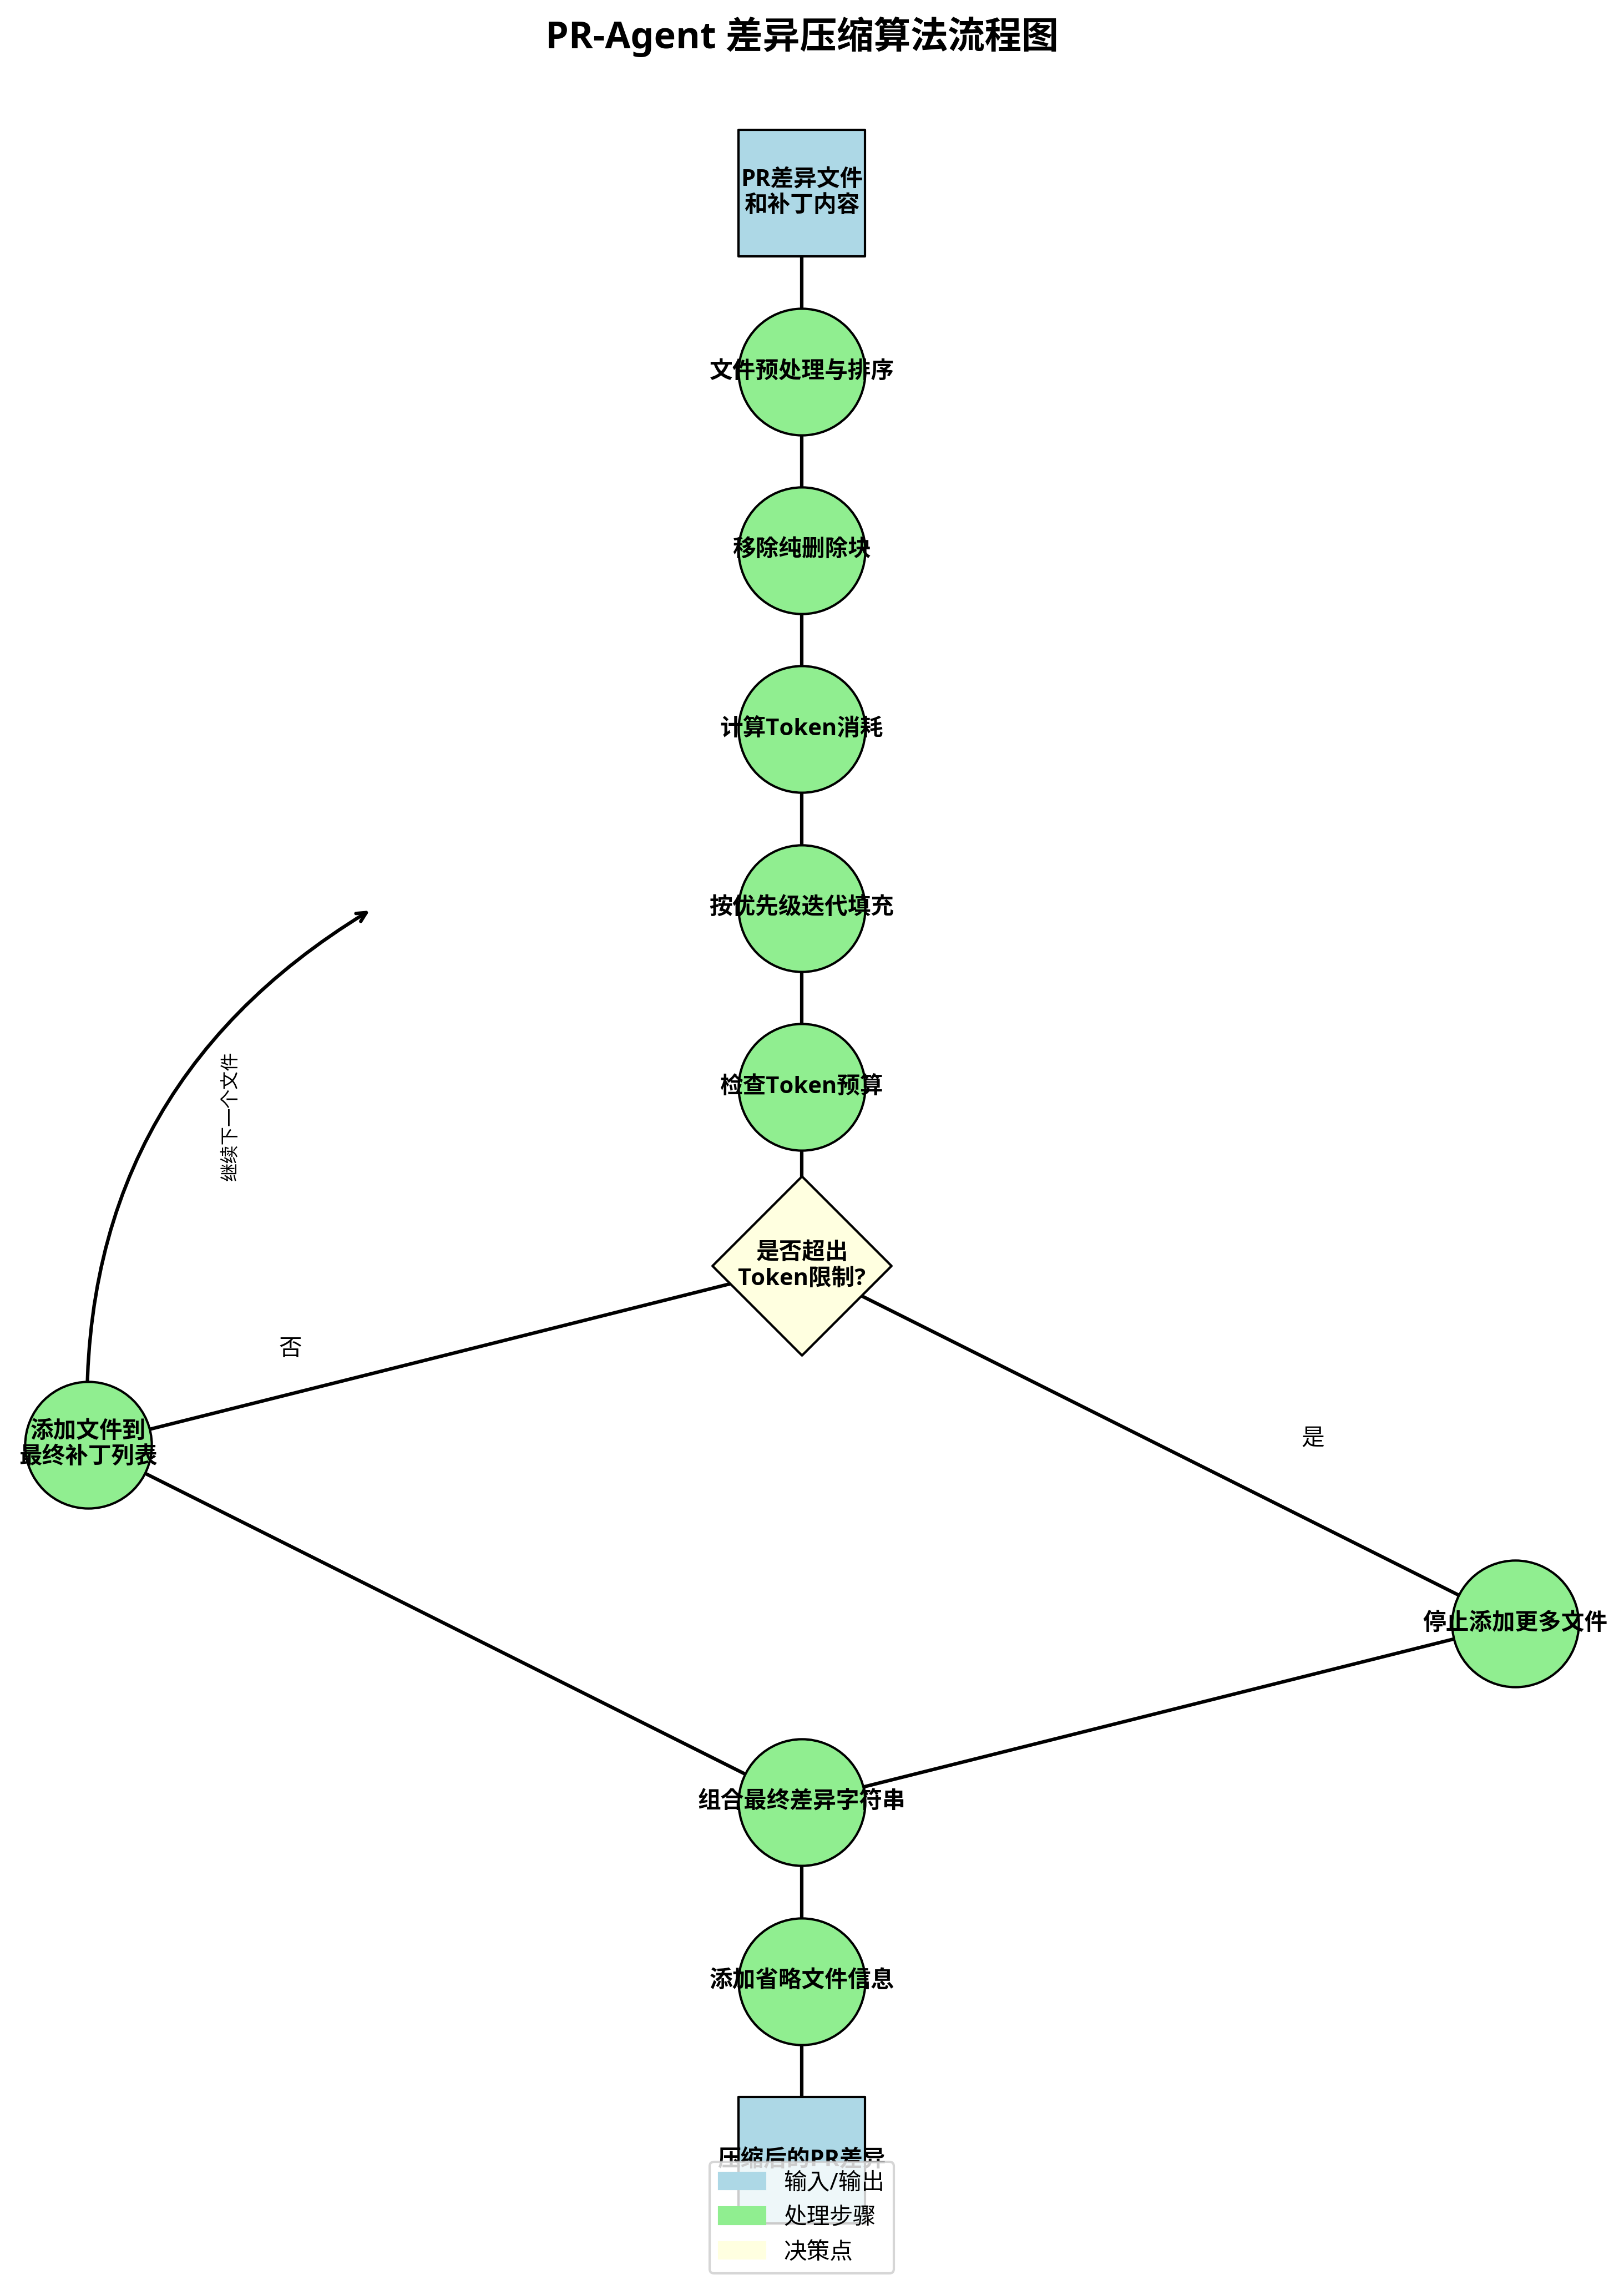 PR-Agent 差异压缩算法流程图
PR差异文件
和补丁内容
文件预处理与排序
移除纯删除块
计算Token消耗
按优先级迭代填充
继续下一个文件
检查Token预算
是否超出
Token限制?
否
是
添加文件到
最终补丁列表
停止添加更多文件
组合最终差异字符串
添加省略文件信息
压缩后的PR差异
输入/输出
处理步骤
决策点